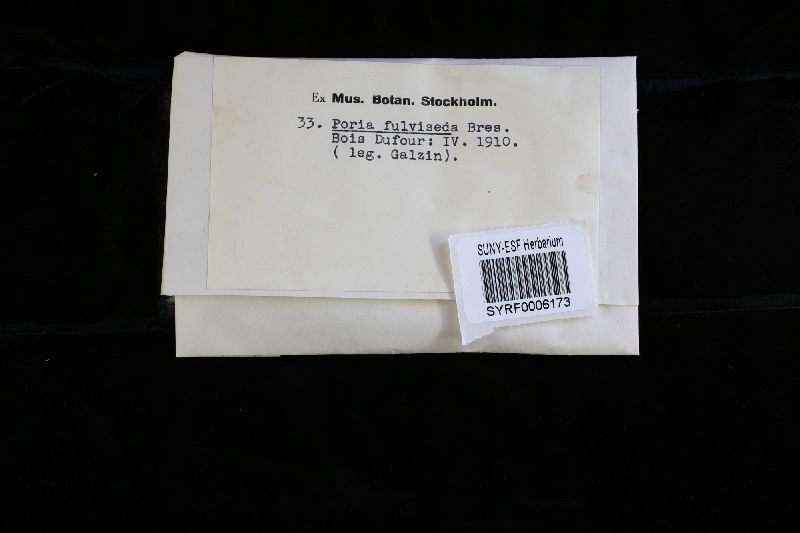 Ex Mus. Botan. Stockholm.
33. Poria fulviseda Bres.
Bois Dufour: IV. 1910.
( leg. Galzin).
SUNY-ESF Herbarium
SYRF0006173